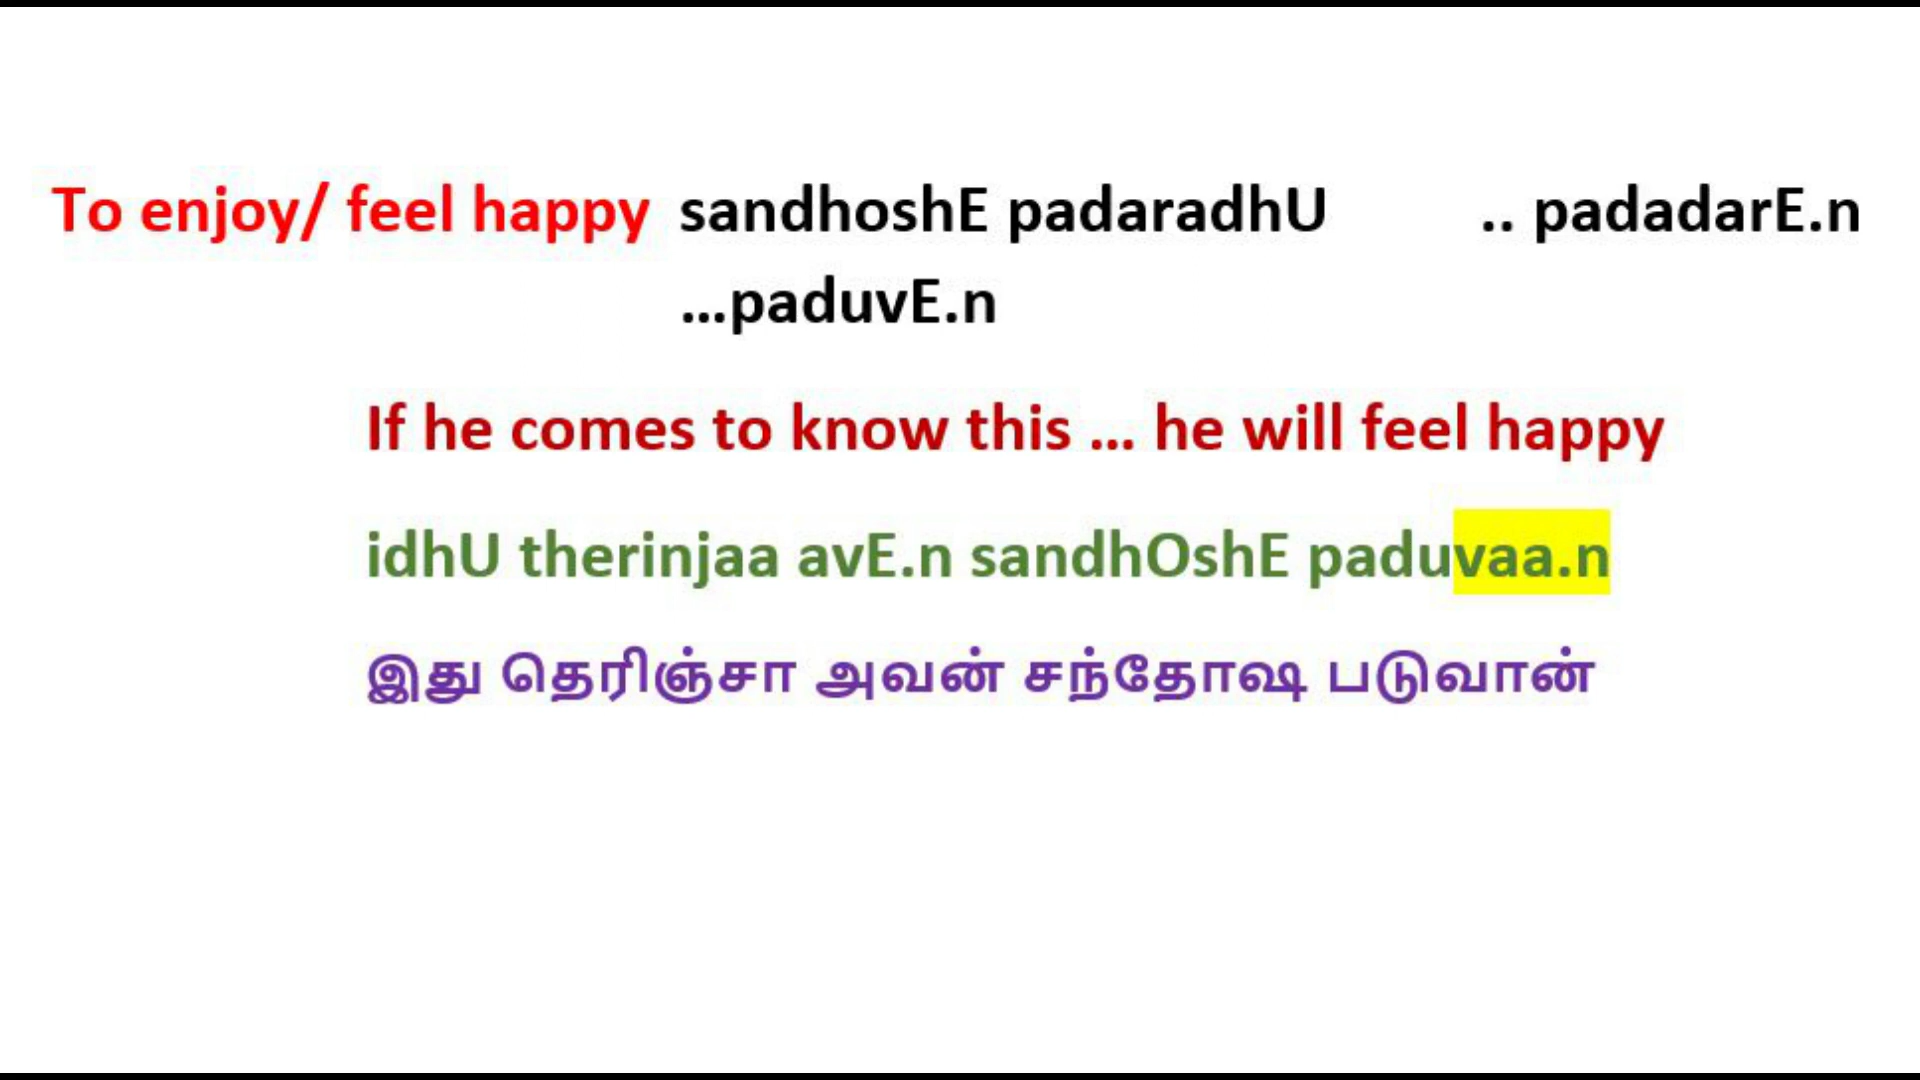 To enjoy/ feel happy sandhoshE padaradhU .. padadarE.n
...paduvE.n
If he comes to know this ... he will feel happy
idhU therinjaa avE.n sandhOshE paduvaa.n
இது தெரிஞ்சா அவன் சந்தோஷ படுவான்